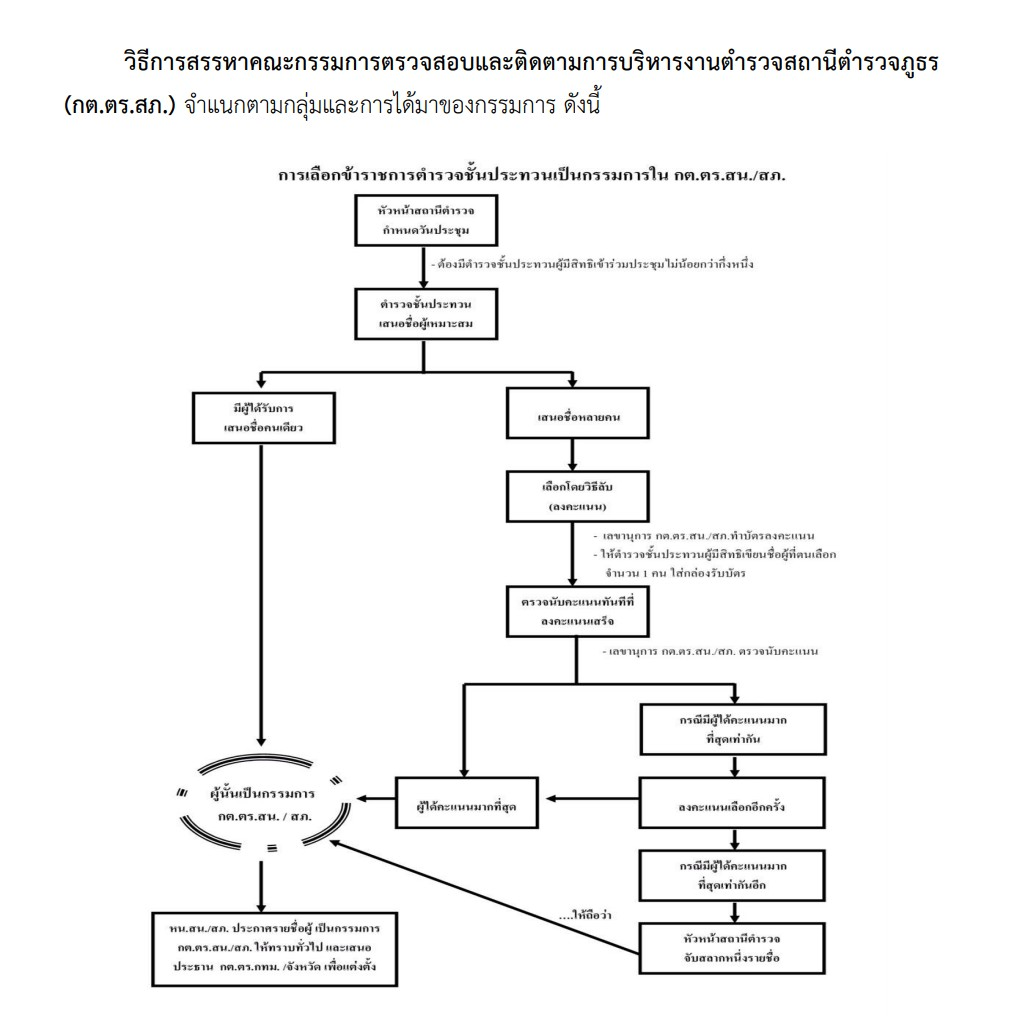 วิธีการสรรหาคณะกรรมการตรวจสอบและติดตามการบริหารงานตำรวจสถานีตำรวจภูธร
(กต.ตร.สภ.) จำแนกตามกลุ่มและการได้มาของกรรมการ ดังนี้
การเลือกข้าราชการตำรวจชั้นประทวนเป็นกรรมการใน กต.ตร.สน./สภ.
หัวหน้าสถานีตำรวจ
กำหนดวันประชุม
- ต้องมีตำรวจชั้นประทวนผู้มีสิทธิเข้าร่วมประชุมไม่น้อยกว่ากึ่งหนึ่ง
ตำรวจชั้นประทวน
เสนอชื่อผู้เหมาะสม
มีผู้ได้รับการ
เสนอชื่อคนเดียว
เสนอชื่อหลายคน
เลือกโดยวิธีลับ
(ลงคะแนน)
- เลขานุการ กต.ตร.สน./สภ.ทำบัตรลงคะแนน
- ให้ตำรวจชั้นประทวนผู้มีสิทธิเขียนชื่อผู้ที่ตนเลือก
จำนวน 1 คน ใส่กล่องรับบัตร
ตรวจนับคะแนนทันทีที่
ลงคะแนนเสร็จ
- เลขานุการ กต.ตร.สน./สภ. ตรวจนับคะแนน
กรณีมีผู้ได้คะแนนมาก
ที่สุดเท่ากัน
ผู้นั้นเป็นกรรมการ
กต.ตร.สน. / สภ.
ผู้ได้คะแนนมากที่สุด
ลงคะแนนเลือกอีกครั้ง
กรณีมีผู้ได้คะแนนมาก
ที่สุดเท่ากันอีก
....ให้ถือว่า
หัวหน้าสถานีตำรวจ
จับสลากหนึ่งรายชื่อ
หน.สน./สภ. ประกาศรายชื่อผู้ เป็นกรรมการ
กต.ตร.สน./สภ. ให้ทราบทั่วไป และเสนอ
ประธาน กต.ตร.กทม. /จังหวัด เพื่อแต่งตั้ง